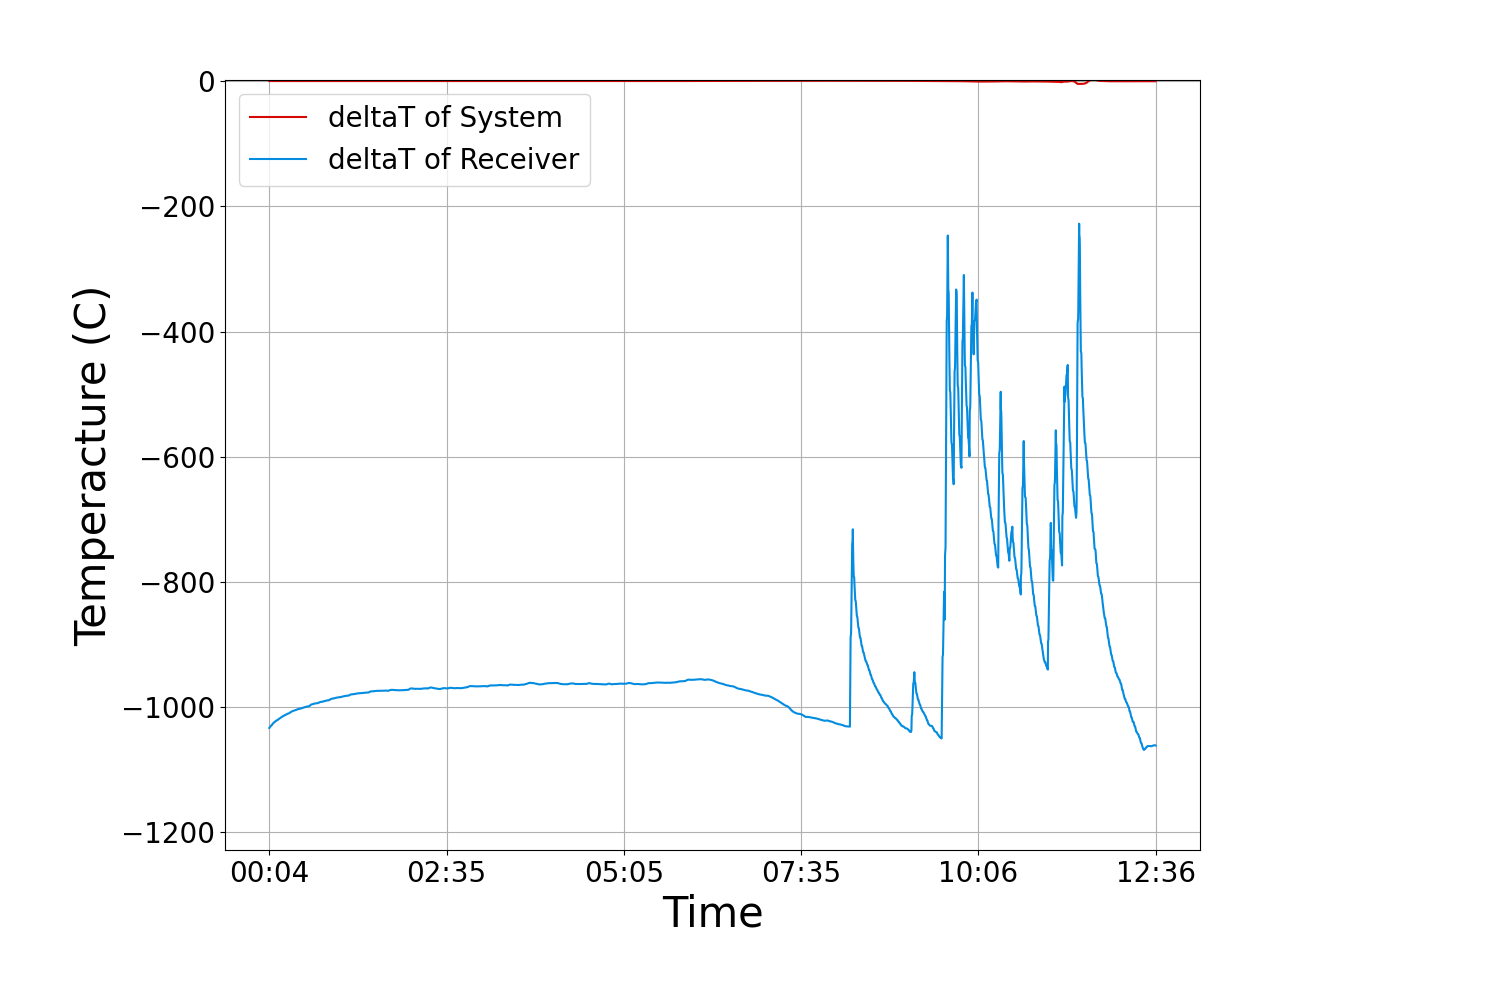 0
deltaT of System
deltaT of Receiver
−200
−400
−600
−800
−1000
−1200
Temperacture (C)
00:04 02:35 05:05 07:35 10:06 12:36
Time